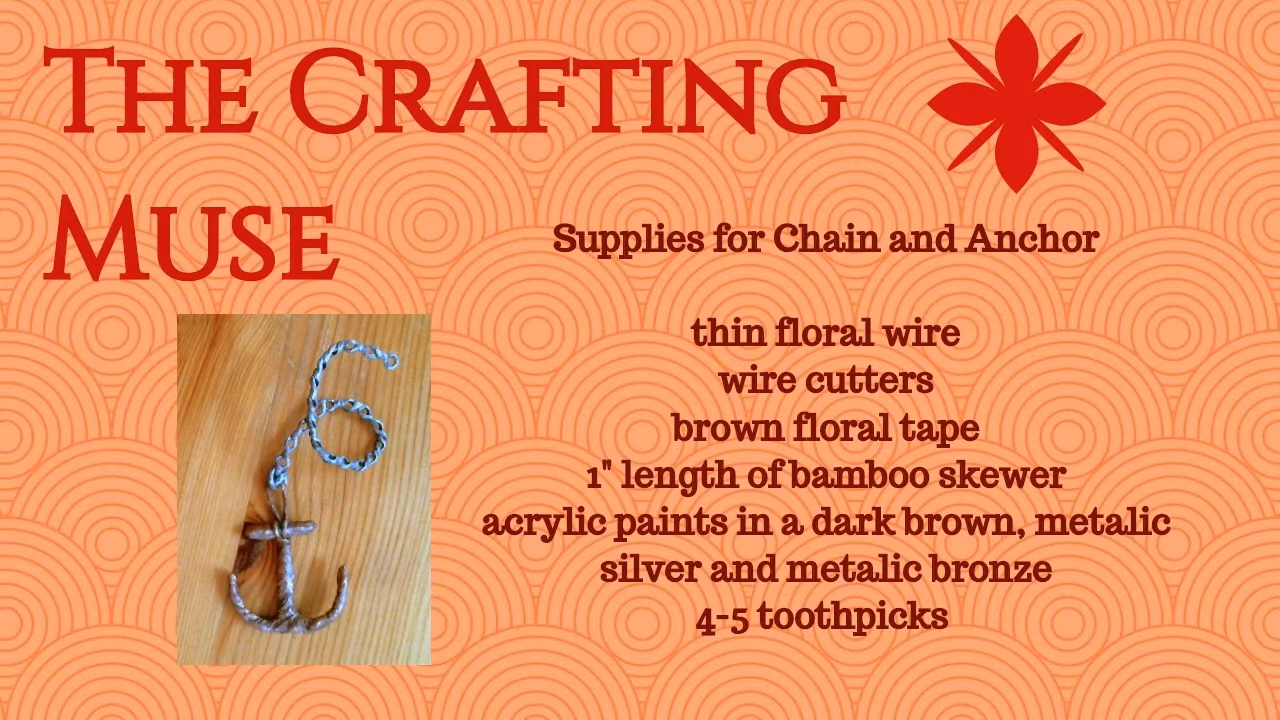 The Crafting
Muse
Supplies for Chain and Anchor
thin floral wire
wire cutters
brown floral tape
1" length of bamboo skewer
acrylic paints in a dark brown, metalic
silver and metalic bronze
4-5 toothpicks